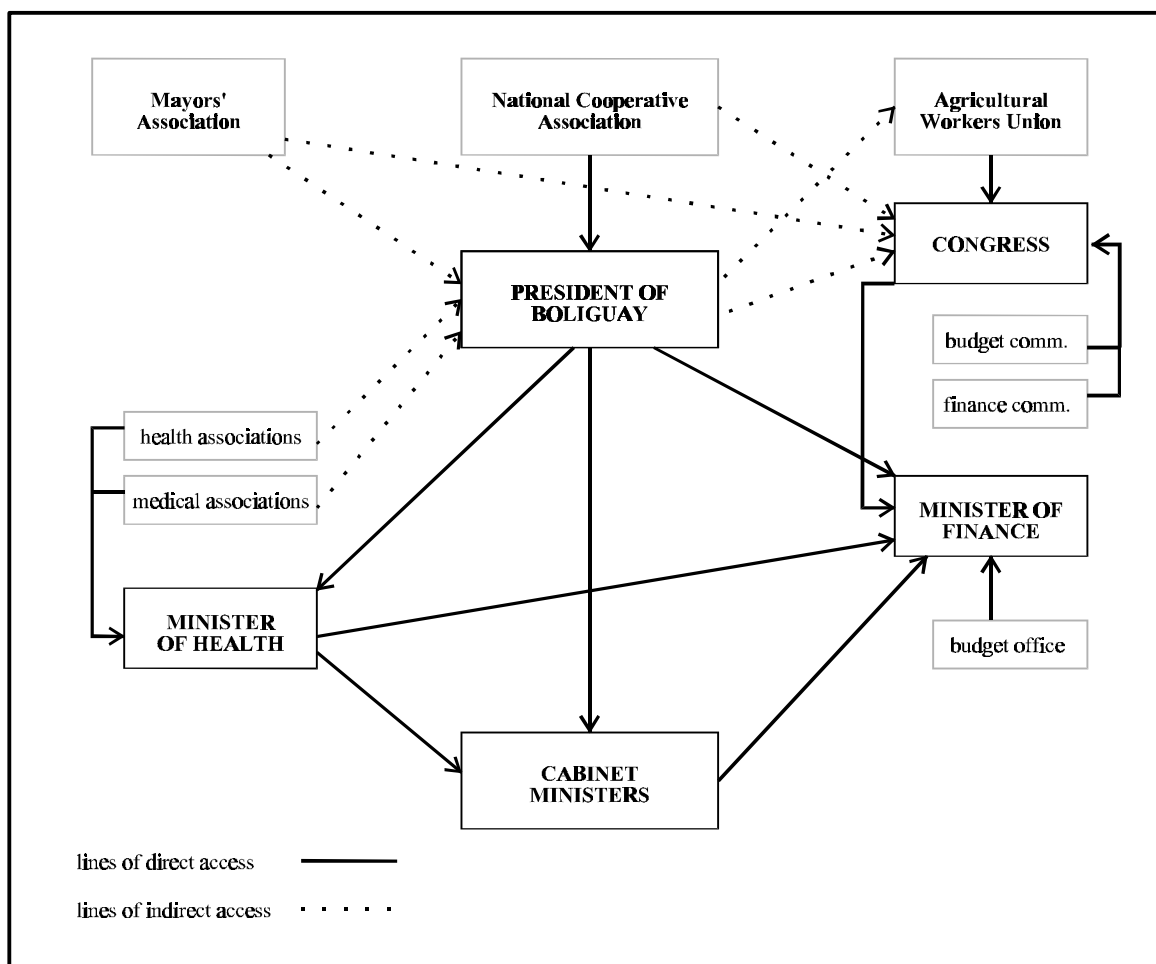 Mayors'
Association
National Cooperative
Association
Agricultural
Workers Union
CONGRESS
PRESIDENT OF
BOLIGUAY
budget comm.
finance comm.
health associations
medical associations
MINISTER OF
FINANCE
MINISTER
OF HEALTH
budget office
CABINET
MINISTERS
lines of direct access
lines of indirect access